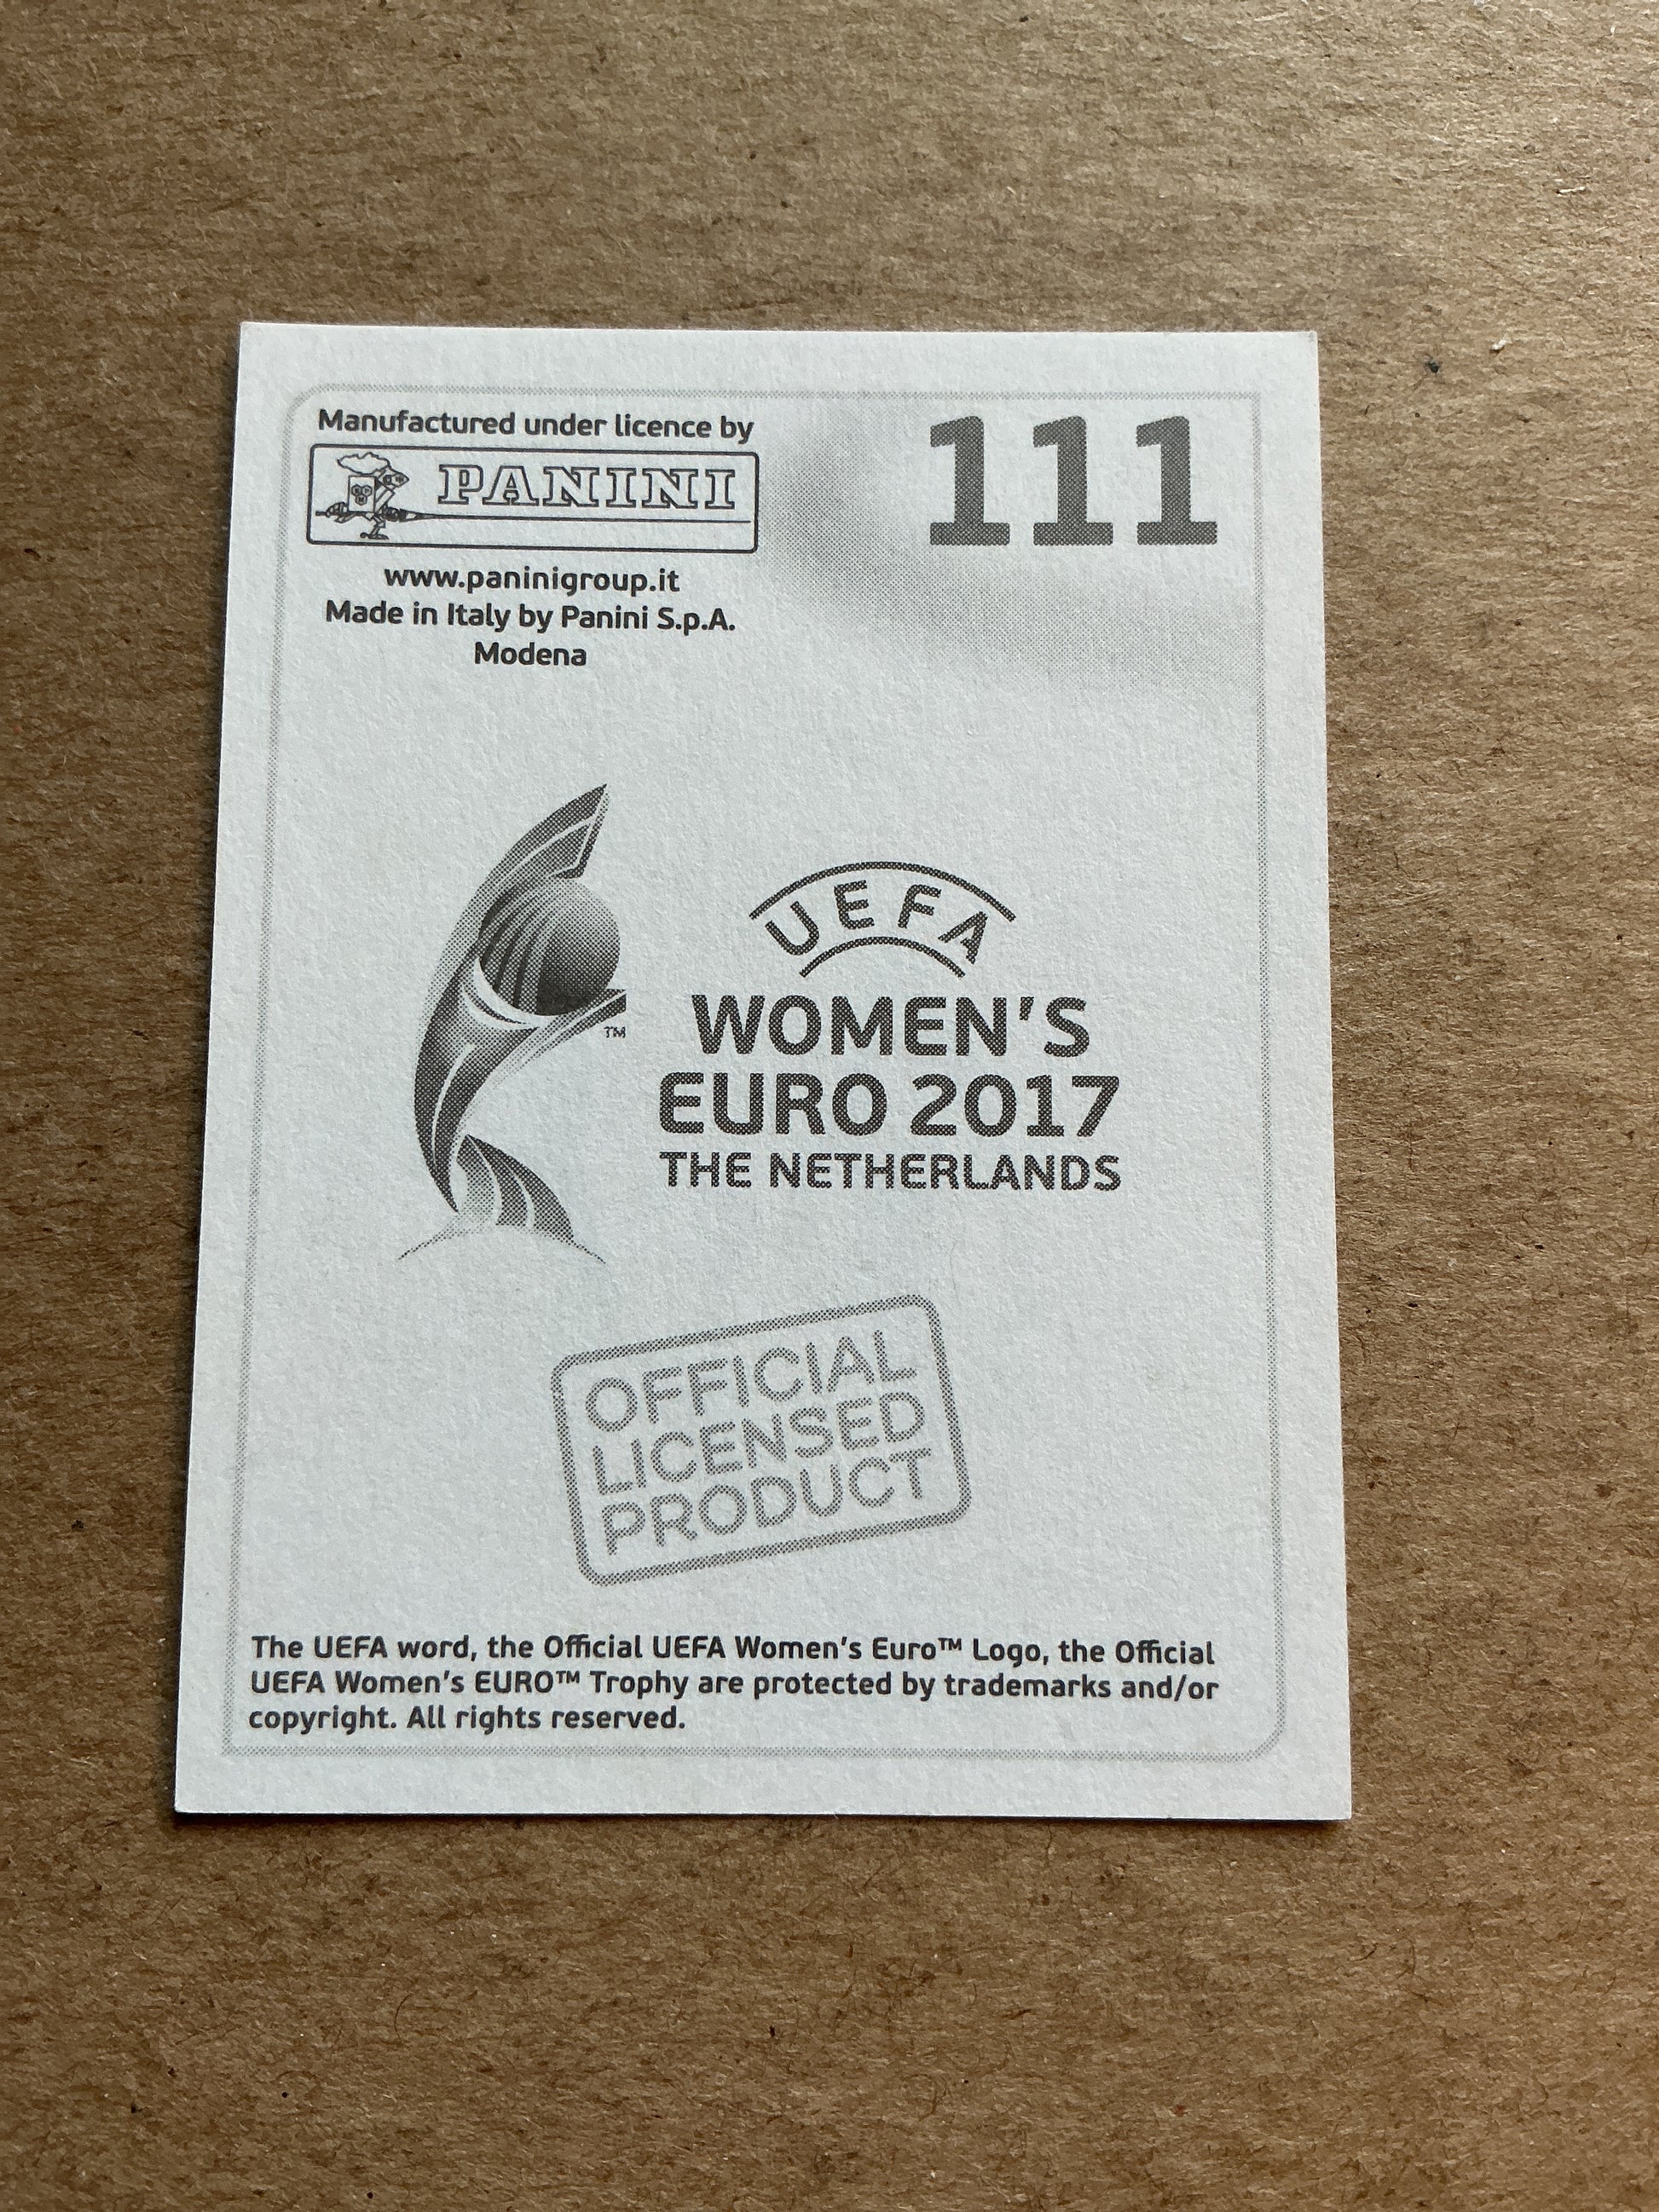 Manufactured under licence by
PANINI
www.paninigroup.it
Made in Italy by Panini S.p.A.
Modena
111
UEFA
WOMEN'S
EURO 2017
THE NETHERLANDS
TM
OFFICIAL
LICENSED
PRODUCT
The UEFA word, the Official UEFA Women's Euro™ Logo, the Official
UEFA Women's EURO™ Trophy are protected by trademarks and/or
copyright. All rights reserved.